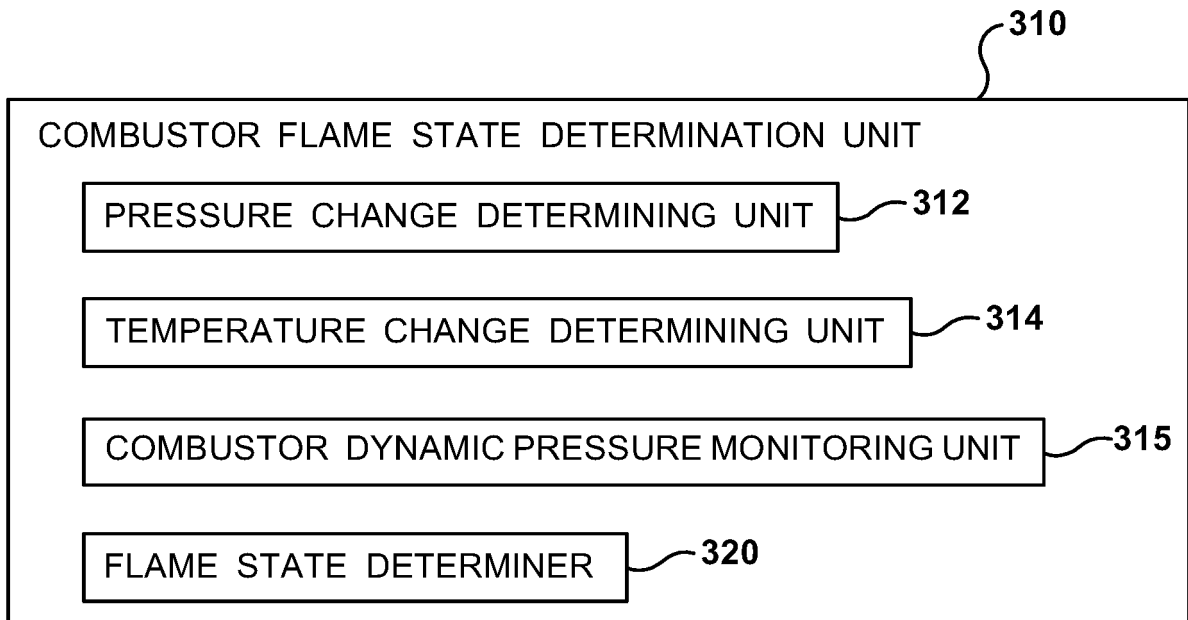 310
COMBUSTOR FLAME STATE DETERMINATION UNIT
PRESSURE CHANGE DETERMINING UNIT
312
TEMPERATURE CHANGE DETERMINING UNIT
314
COMBUSTOR DYNAMIC PRESSURE MONITORING UNIT
315
FLAME STATE DETERMINER
320